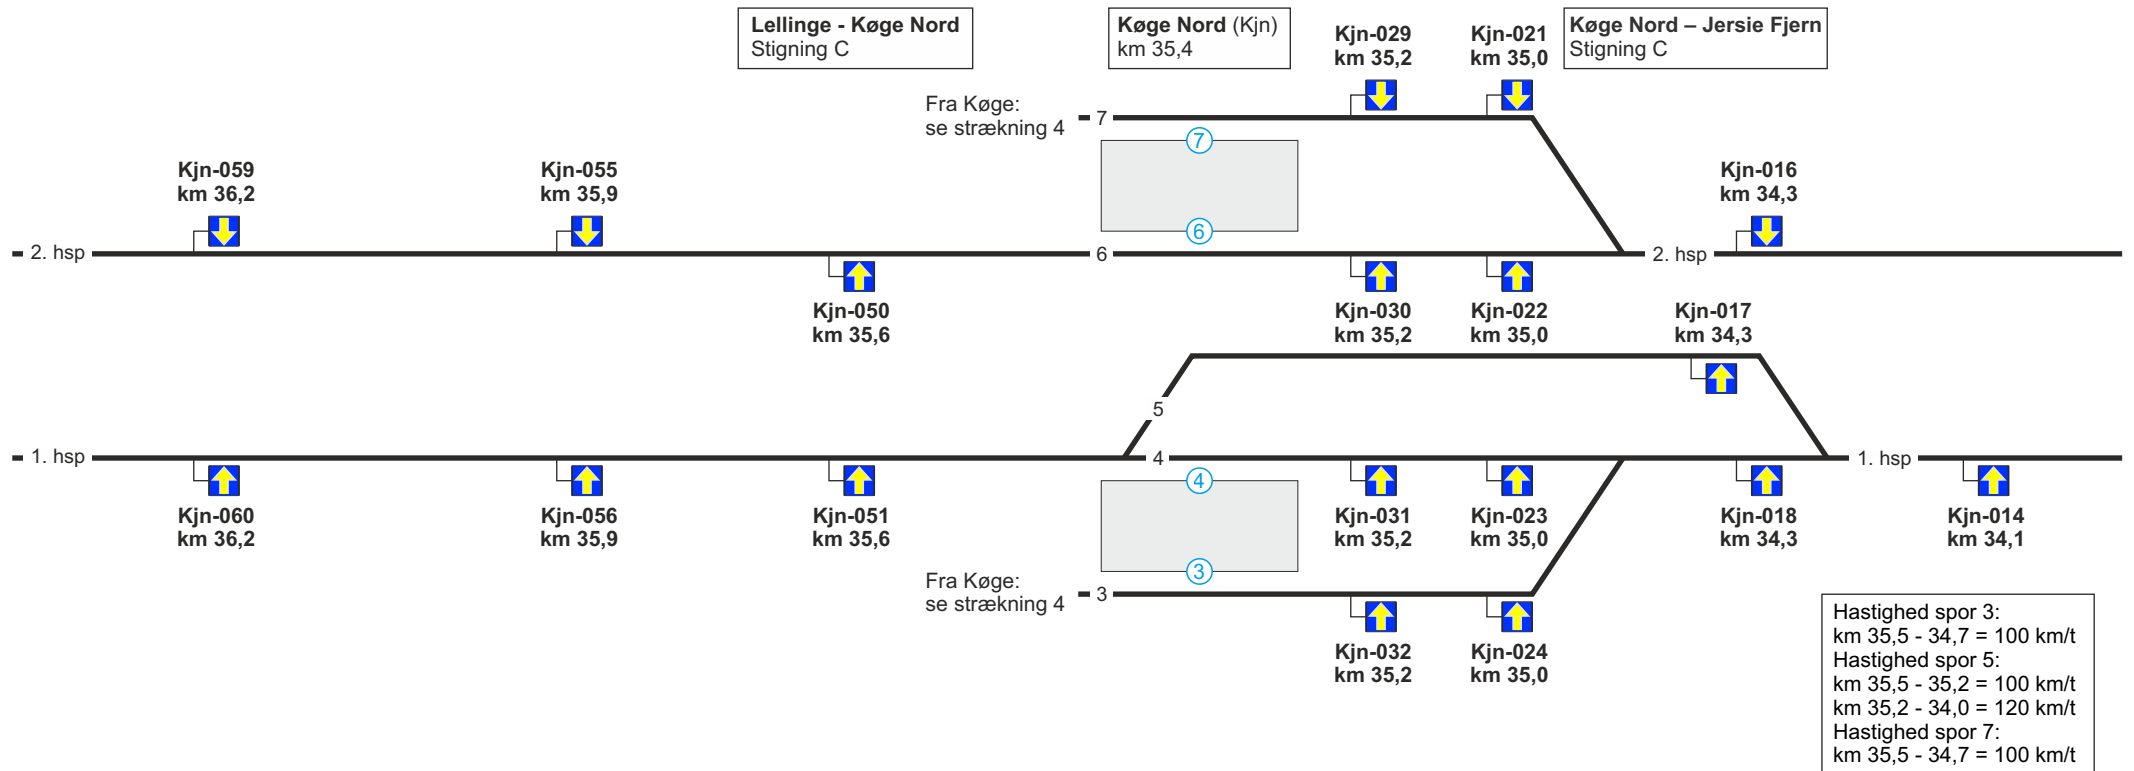 Lellinge - Køge Nord
Stigning C
Køge Nord (Kjn)
km 35,4
Kjn-029
km 35,2
Kjn-021
km 35,0
Køge Nord – Jersie Fjern
Stigning C
Fra Køge:
se strækning 4
7
7
Kjn-059
km 36,2
Kjn-055
km 35,9
Kjn-016
km 34,3
6
2. hsp
6
2. hsp
Kjn-050
km 35,6
Kjn-030
km 35,2
Kjn-022
km 35,0
Kjn-017
km 34,3
5
1. hsp
4
1. hsp
4
Kjn-060
km 36,2
Kjn-056
km 35,9
Kjn-051
km 35,6
Kjn-031
km 35,2
Kjn-023
km 35,0
Kjn-018
km 34,3
Kjn-014
km 34,1
3
Fra Køge:
se strækning 4
3
Kjn-032
km 35,2
Kjn-024
km 35,0
Hastighed spor 3:
km 35,5 - 34,7 = 100 km/t
Hastighed spor 5:
km 35,5 - 35,2 = 100 km/t
km 35,2 - 34,0 = 120 km/t
Hastighed spor 7:
km 35,5 - 34,7 = 100 km/t